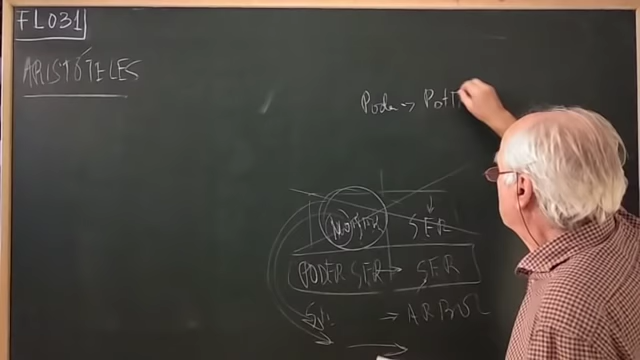 FL031
ARISTÓTELES
Poder → Pot
NO SER SER
PODER SER → SER
→ ARBOL